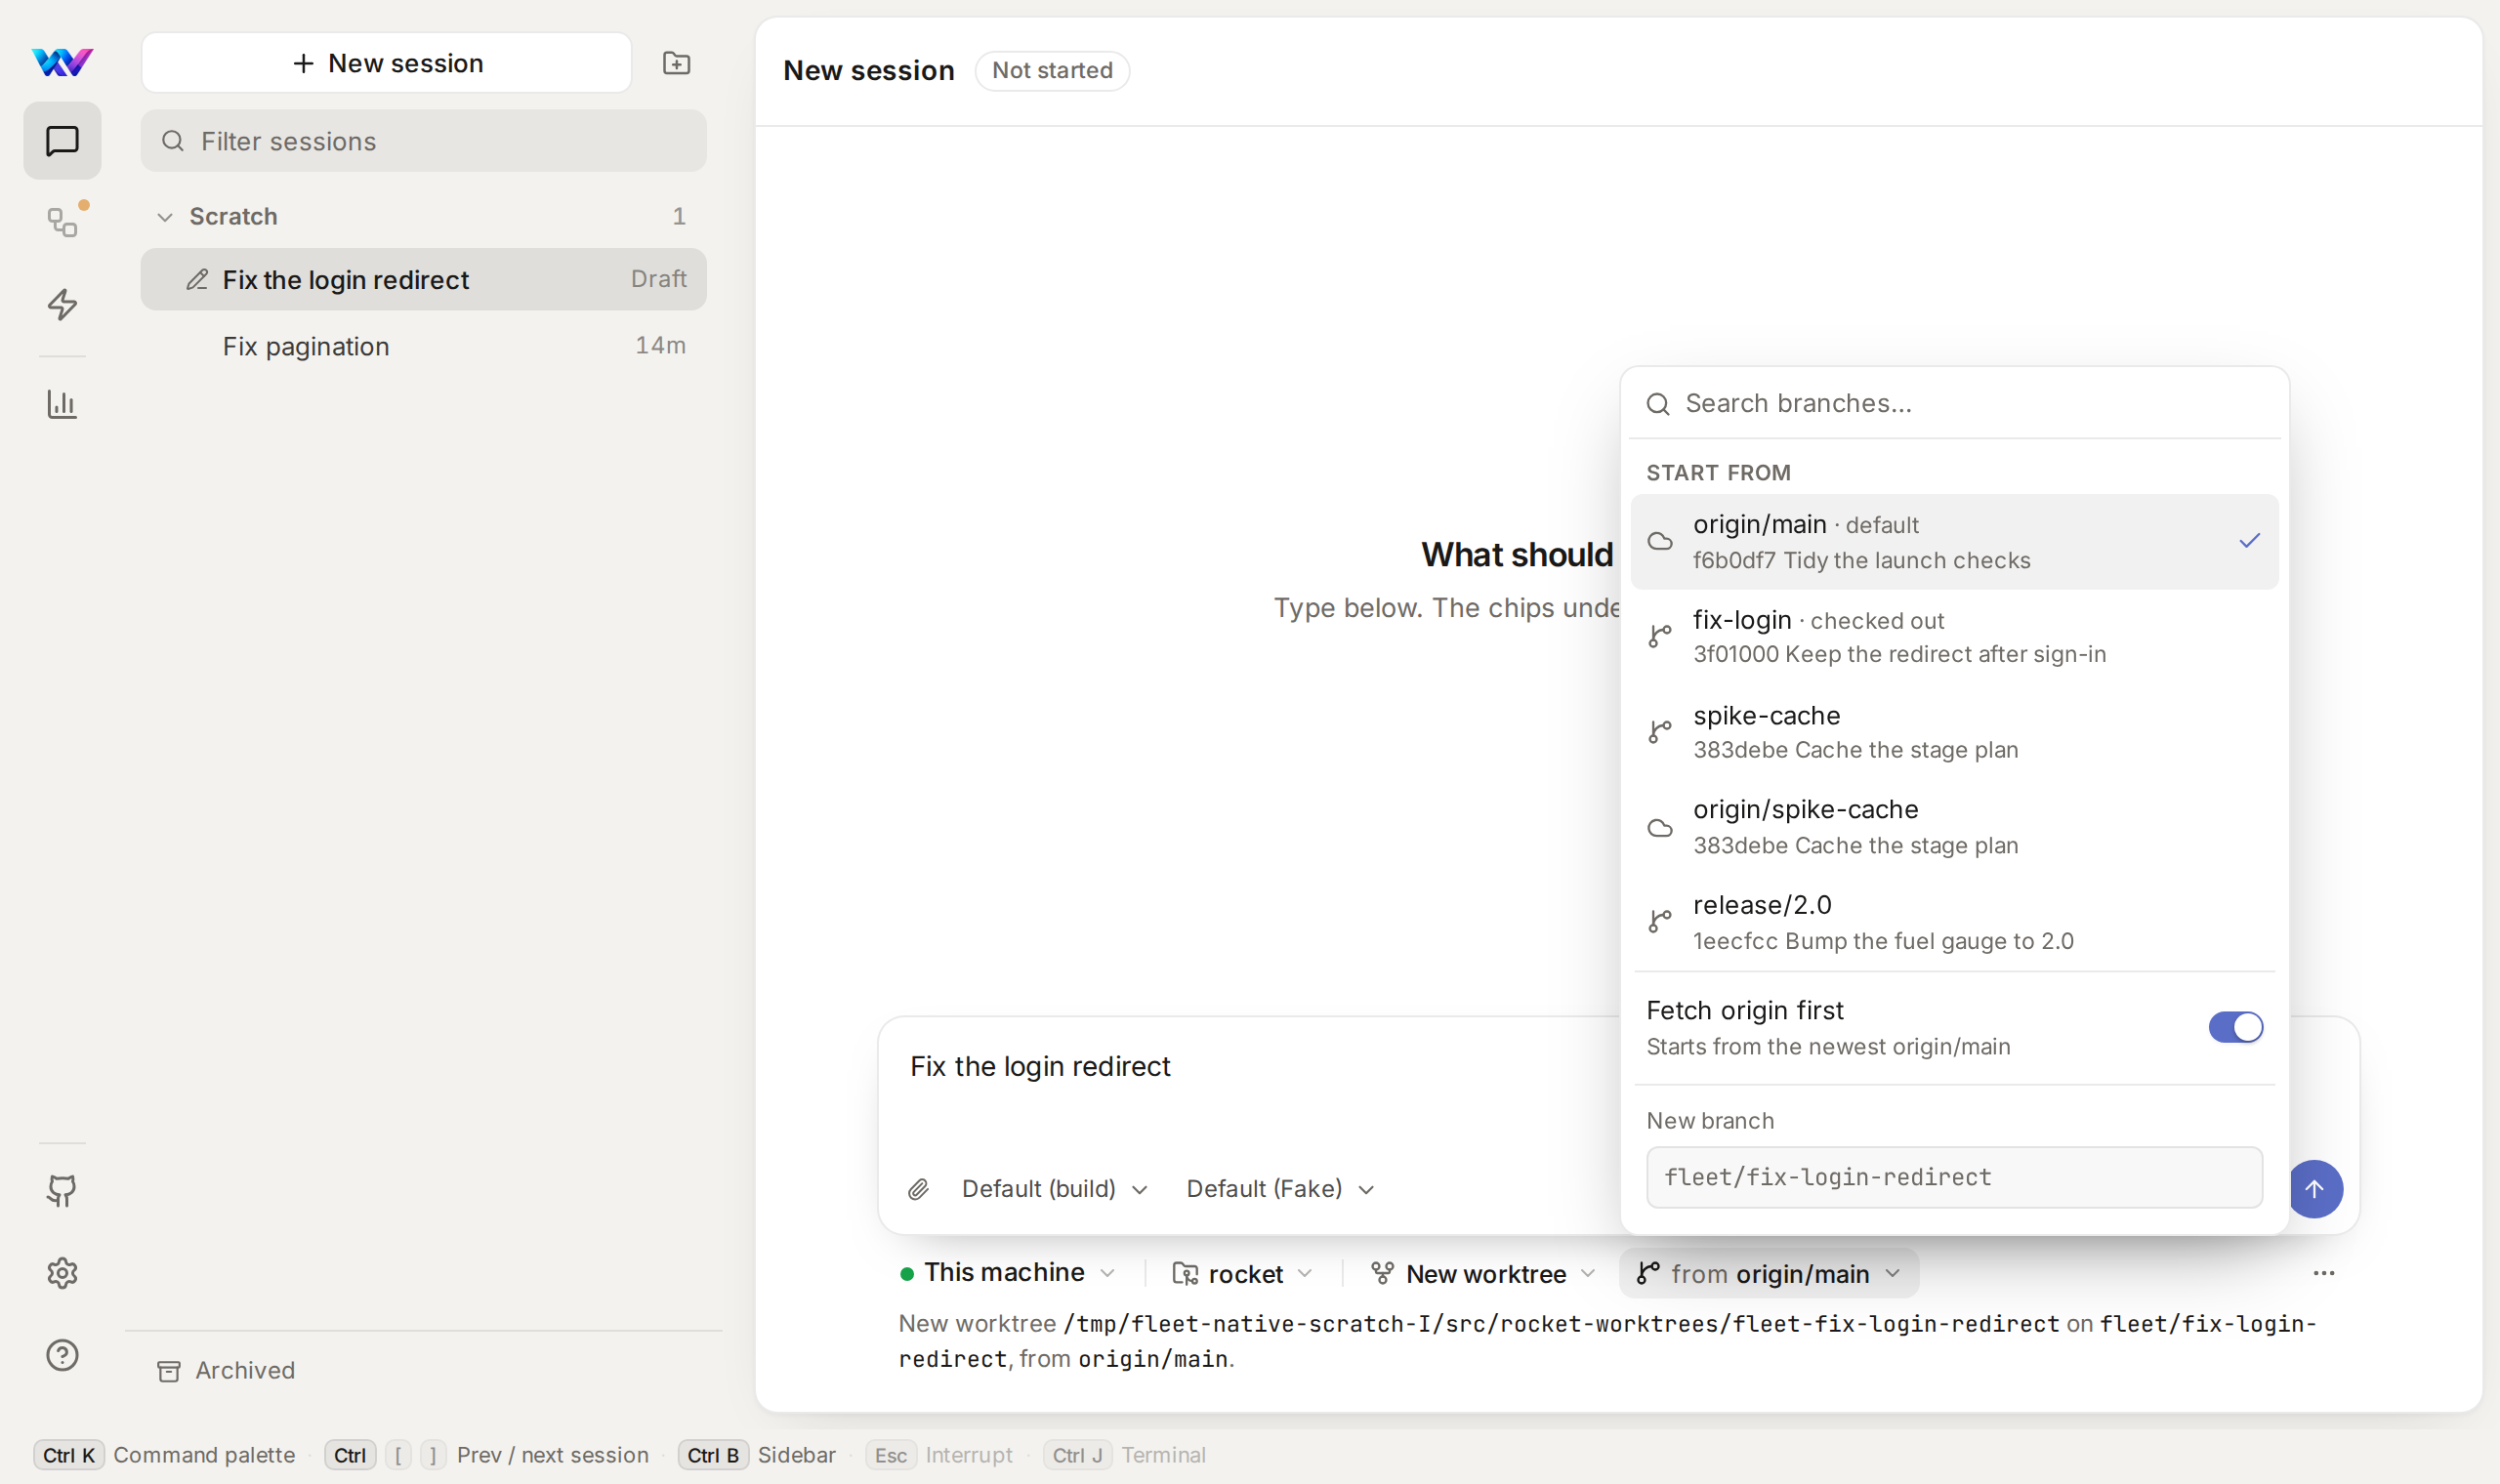 New session
Filter sessions
Scratch 1
Fix the login redirect Draft
Fix pagination 14m
Archived
New session Not started
What should
Type below. The chips unde
Search branches...
START FROM
origin/main · default
f6b0df7 Tidy the launch checks
fix-login · checked out
3f01000 Keep the redirect after sign-in
spike-cache
383debe Cache the stage plan
origin/spike-cache
383debe Cache the stage plan
release/2.0
1eecfcc Bump the fuel gauge to 2.0
Fetch origin first
Starts from the newest origin/main
New branch
fleet/fix-login-redirect
Fix the login redirect
Default (build) Default (Fake)
This machine rocket New worktree from origin/main
New worktree /tmp/fleet-native-scratch-I/src/rocket-worktrees/fleet-fix-login-redirect on fleet/fix-login-
redirect, from origin/main.
Ctrl K Command palette · Ctrl [ ] Prev / next session · Ctrl B Sidebar · Esc Interrupt · Ctrl J Terminal